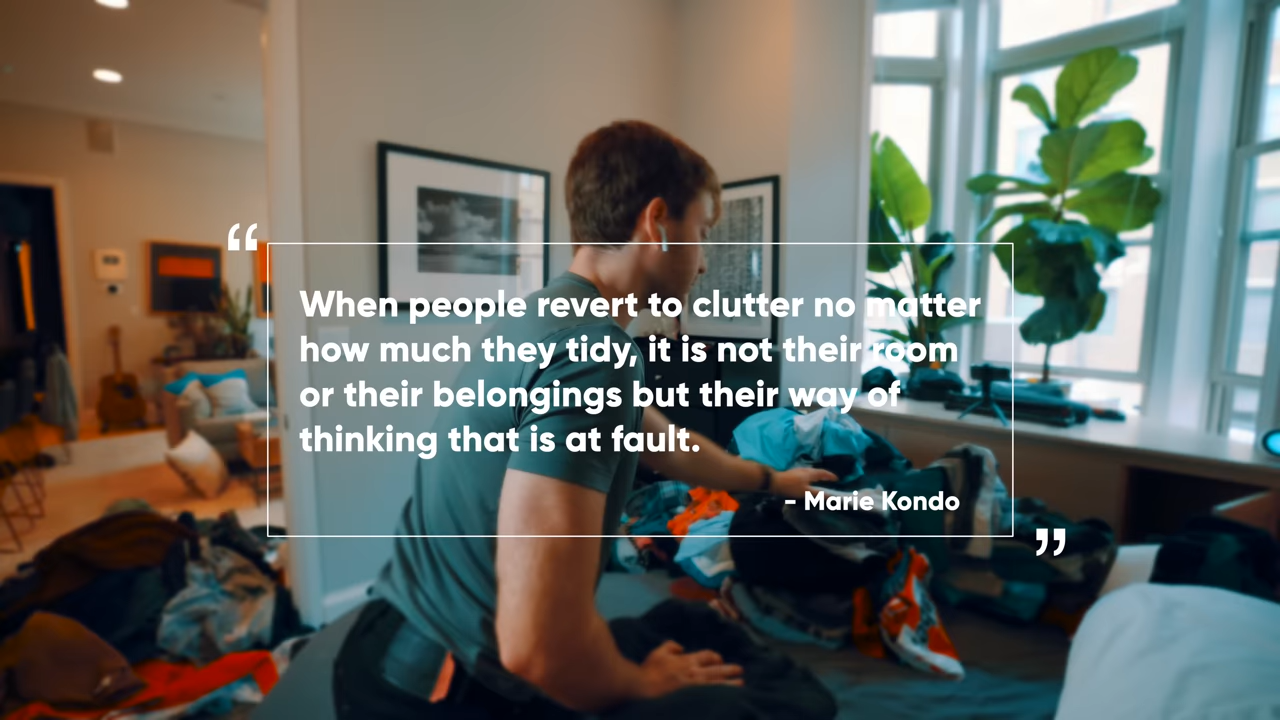 “
When people revert to clutter no matter
how much they tidy, it is not their room
or their belongings but their way of
thinking that is at fault.
- Marie Kondo
”